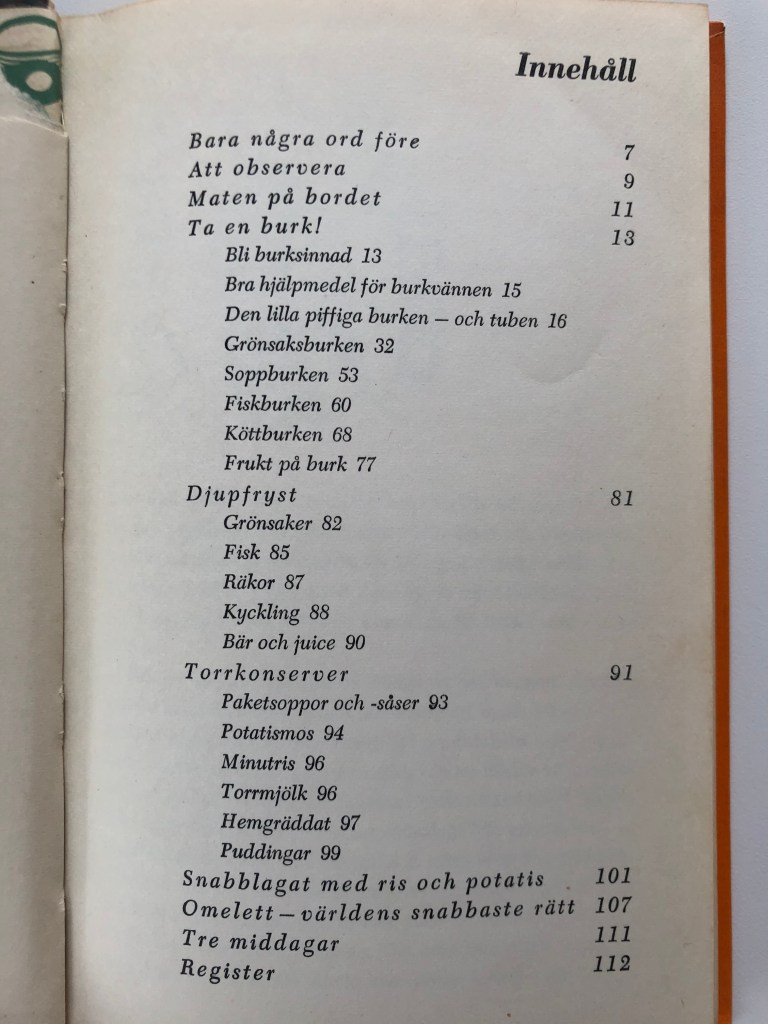 Innehåll
Bara några ord före 7
Att observera 9
Maten på bordet 11
Ta en burk! 13
Bli burksinnad 13
Bra hjälpmedel för burkvännen 15
Den lilla piffiga burken – och tuben 16
Grönsaksburken 32
Soppburken 53
Fiskburken 60
Köttburken 68
Frukt på burk 77
Djupfryst 81
Grönsaker 82
Fisk 85
Räkor 87
Kyckling 88
Bär och juice 90
Torrkonserver 91
Paketsoppor och -såser 93
Potatismos 94
Minutris 96
Torrmjölk 96
Hemgräddat 97
Puddingar 99
Snabblagat med ris och potatis 101
Omelett – världens snabbaste rätt 107
Tre middagar 111
Register 112